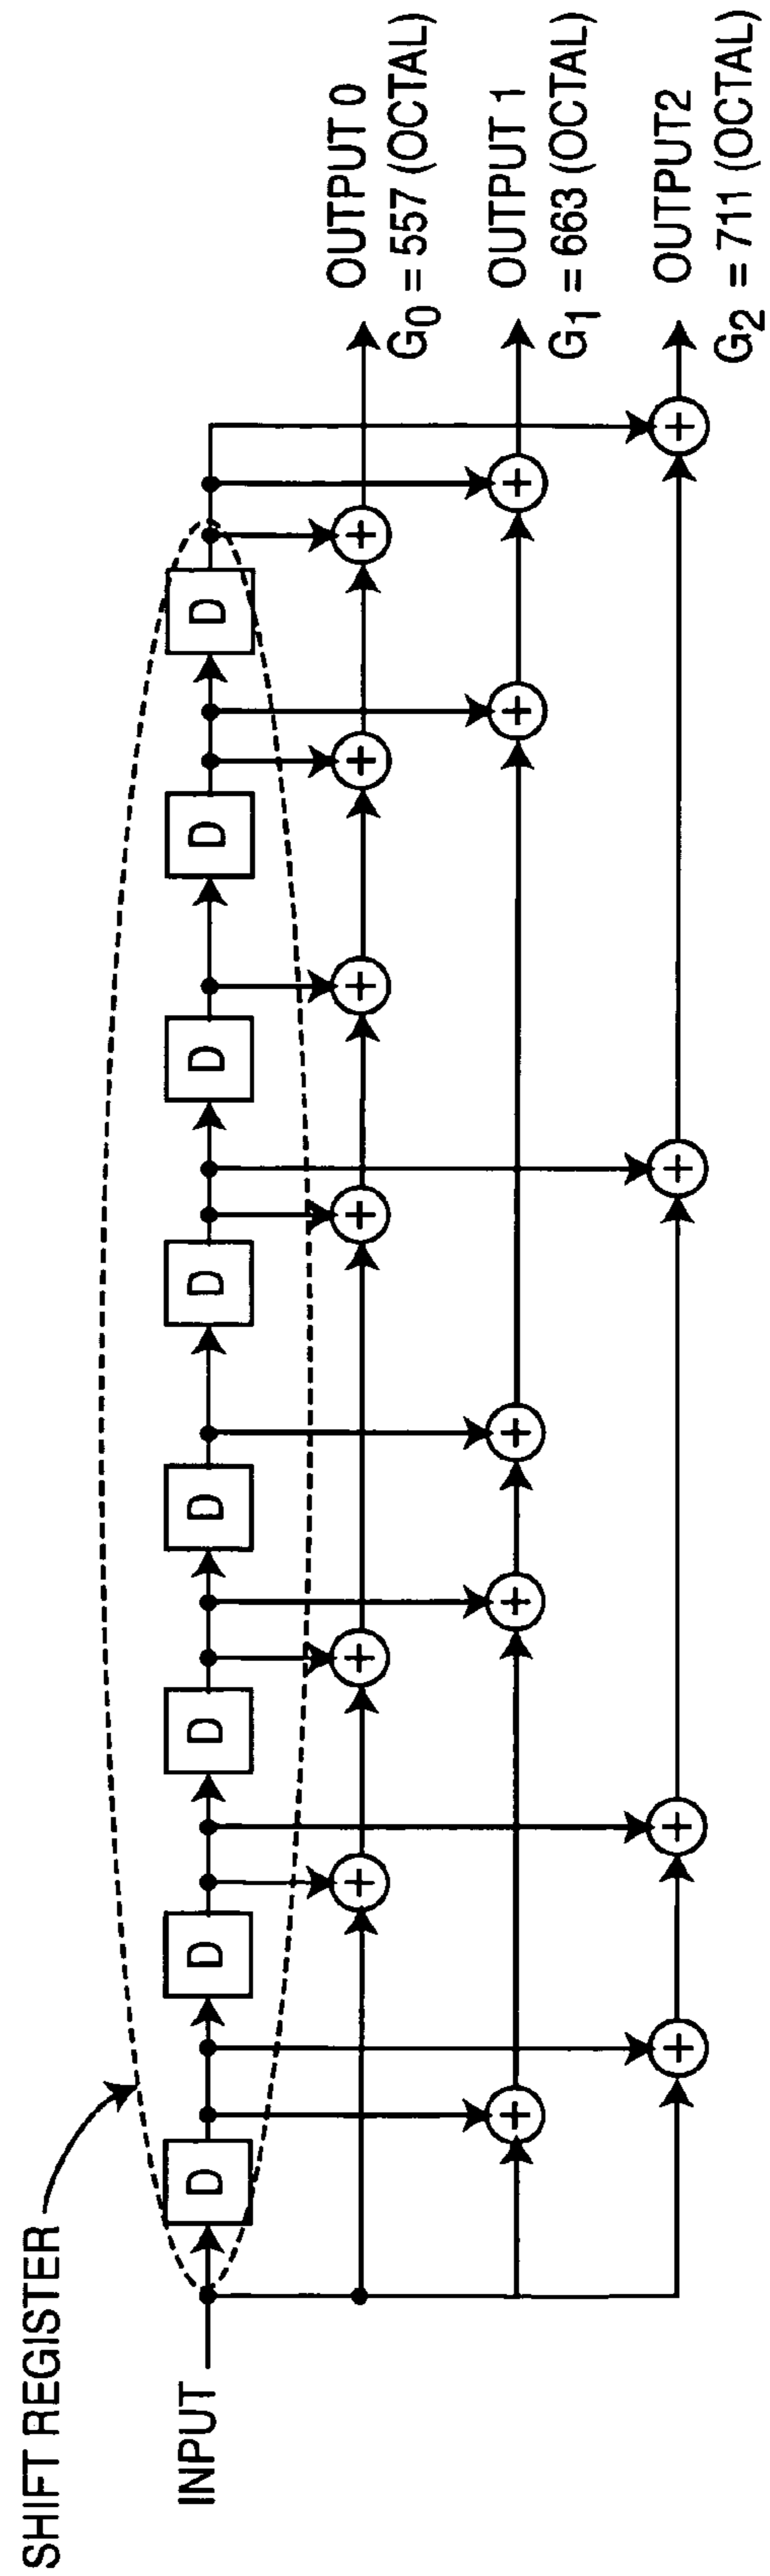 SHIFT REGISTER
INPUT
D
D
D
D
D
D
D
D
OUTPUT 0
G0 = 557 (OCTAL)
OUTPUT 1
G1 = 663 (OCTAL)
OUTPUT2
G2 = 711 (OCTAL)